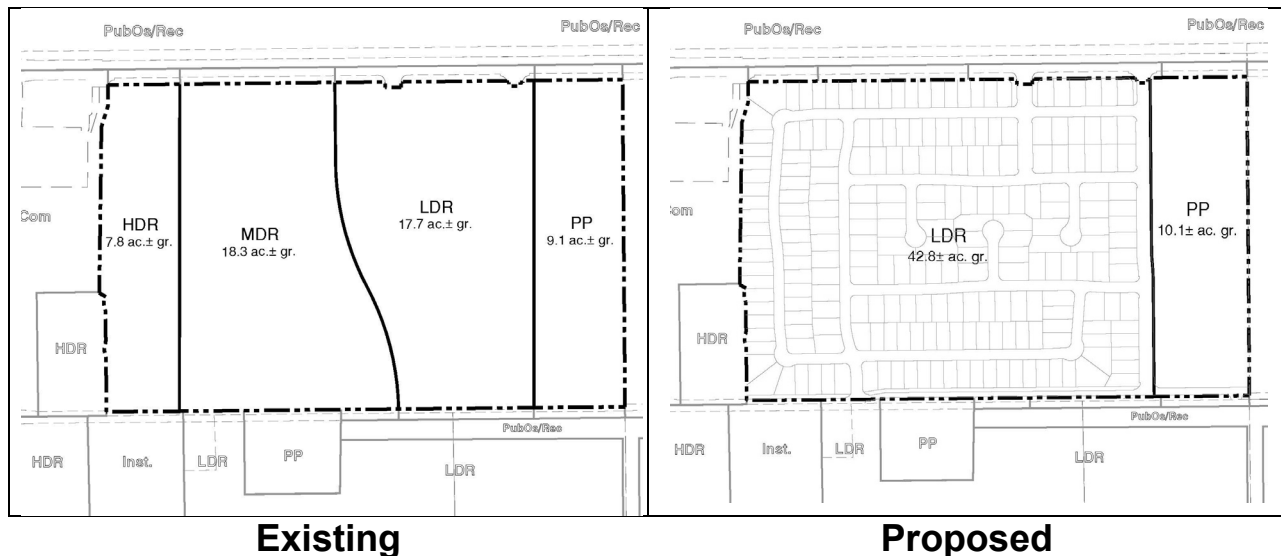 PubOs/Rec
PubOs/Rec
Com
HDR
7.8 ac.± gr.
MDR
18.3 ac.± gr.
LDR
17.7 ac.± gr.
PP
9.1 ac.± gr.
HDR
PubOs/Rec
HDR
Inst.
LDR
PP
LDR
Existing
PubOs/Rec
PubOs/Rec
Com
LDR
42.8± ac. gr.
PP
10.1± ac. gr.
HDR
PubOs/Rec
HDR
Inst.
LDR
PP
LDR
Proposed